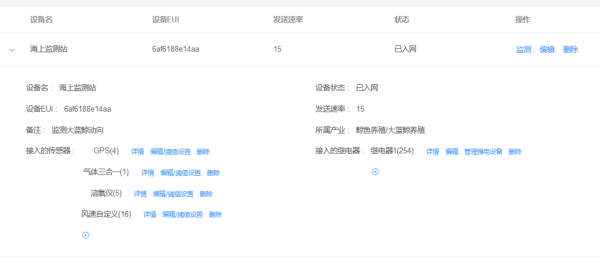 设备名 设备EUI 发送速率 状态 操作
海上监测站 6af6188e14aa 15 已入网 监测 编辑 删除
设备名： 海上监测站 设备状态： 已入网
设备EUI： 6af6188e14aa 发送速率： 15
备注： 监测大蓝鲸动向 所属产业： 鲸鱼养殖/大蓝鲸养殖
接入的传感器： GPS(4) 详情 编辑/阈值设置 删除 接入的继电器： 继电器1(254) 详情 编辑 管理强电设备 删除
气体三合一(1) 详情 编辑/阈值设置 删除
溶氧仪(5) 详情 编辑/阈值设置 删除
风速自定义(16) 详情 编辑/阈值设置 删除